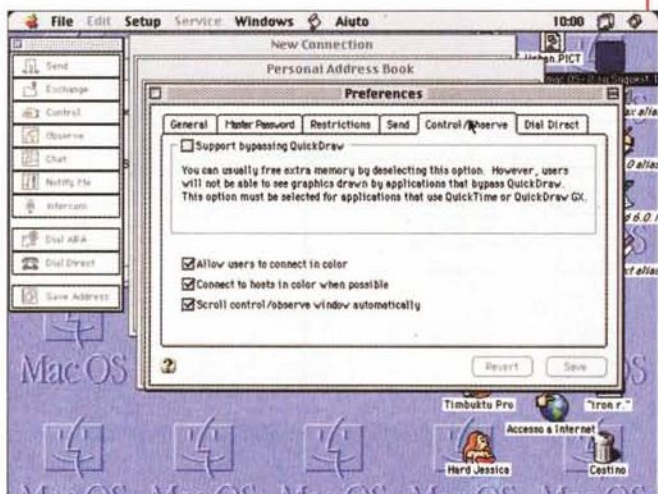 File Edit Setup Service Windows Aiuto 10:00
New Connection
Urban.PICT
Personal Address Book
Preferences
Send
Exchange
Control
Observe
Chat
Notify Me
Intercom
Dial ARA
Dial Direct
Save Address
General Master Password Restrictions Send Control/Observe Dial Direct
Support bypassing QuickDraw
You can usually free extra memory by deselecting this option. However, users
will not be able to see graphics drawn by applications that bypass QuickDraw.
This option must be selected for applications that use QuickTime or QuickDraw GX.
Allow users to connect in color
Connect to hosts in color when possible
Scroll control/observe window automatically
?
Revert Save
Mac OS
Timbuktu Pro
"Iron r."
Accesso a Internet
Hard Jessica
Cestino